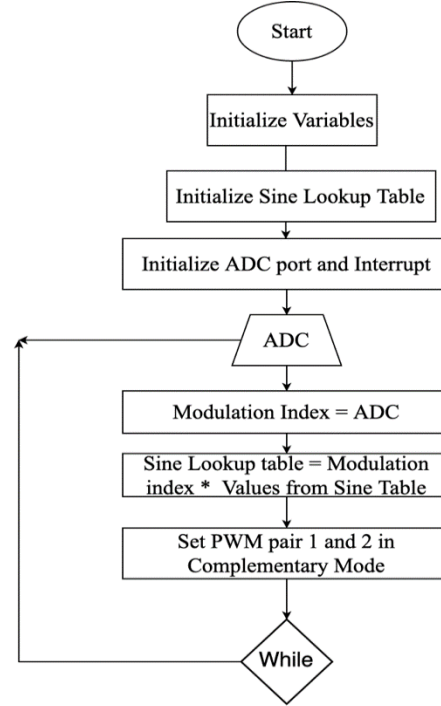 Start
Initialize Variables
Initialize Sine Lookup Table
Initialize ADC port and Interrupt
ADC
Modulation Index = ADC
Sine Lookup table = Modulation
index * Values from Sine Table
Set PWM pair 1 and 2 in
Complementary Mode
While